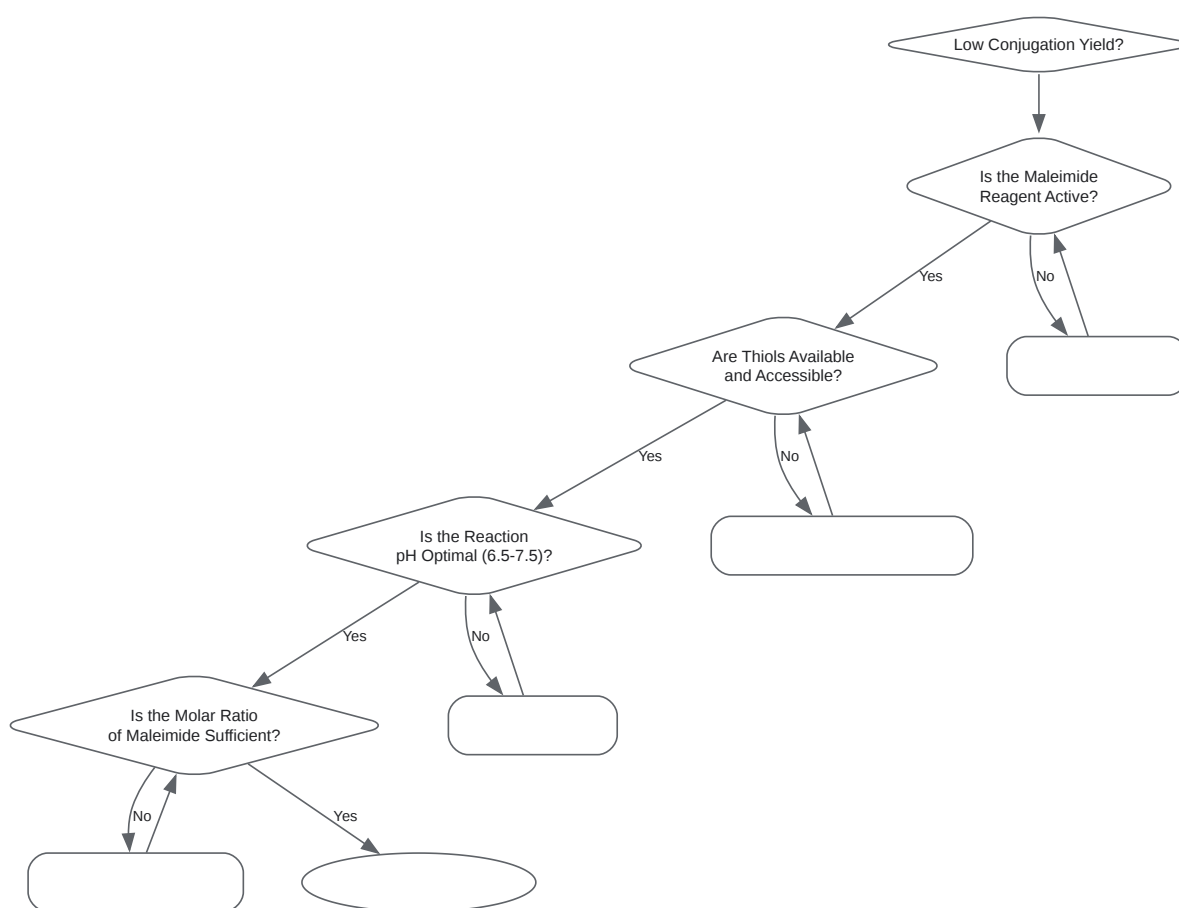 Low Conjugation Yield?
Is the Maleimide
Reagent Active?
Yes
No
Are Thiols Available
and Accessible?
Yes
No
Is the Reaction
pH Optimal (6.5-7.5)?
Yes
No
Is the Molar Ratio
of Maleimide Sufficient?
No
Yes